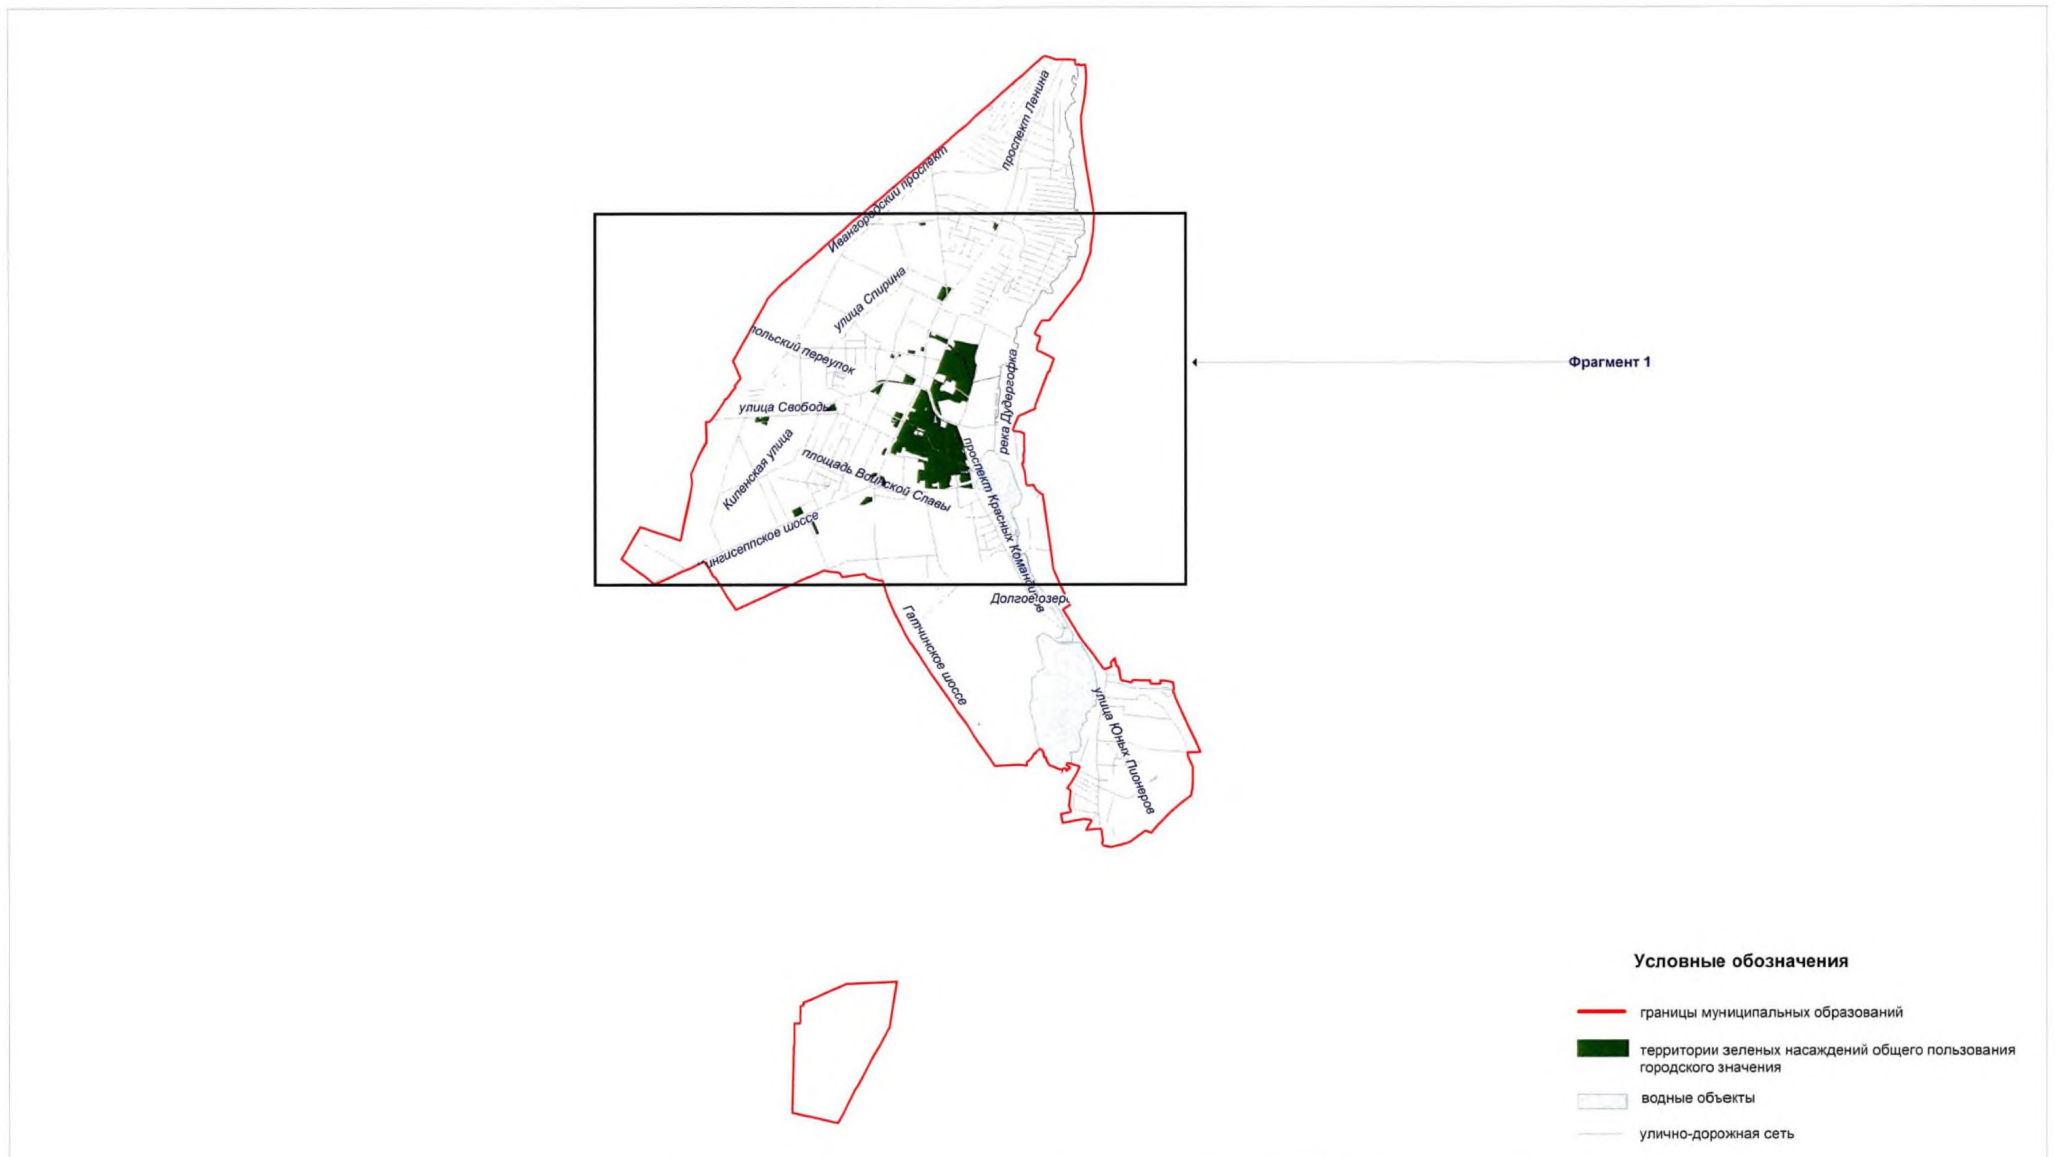 проспект Ленина
Ивангородский проспект
улица Спирина
польский переулок
Фрагмент 1
река Дудергофка
улица Свободы
Кипенская улица
площадь Воинской Славы
проспект Красных Командиров
Кингисеппское шоссе
Долгое озеро
Гатчинское шоссе
улица Юных Пионеров
Условные обозначения
границы муниципальных образований
территории зеленых насаждений общего пользования
городского значения
водные объекты
улично-дорожная сеть